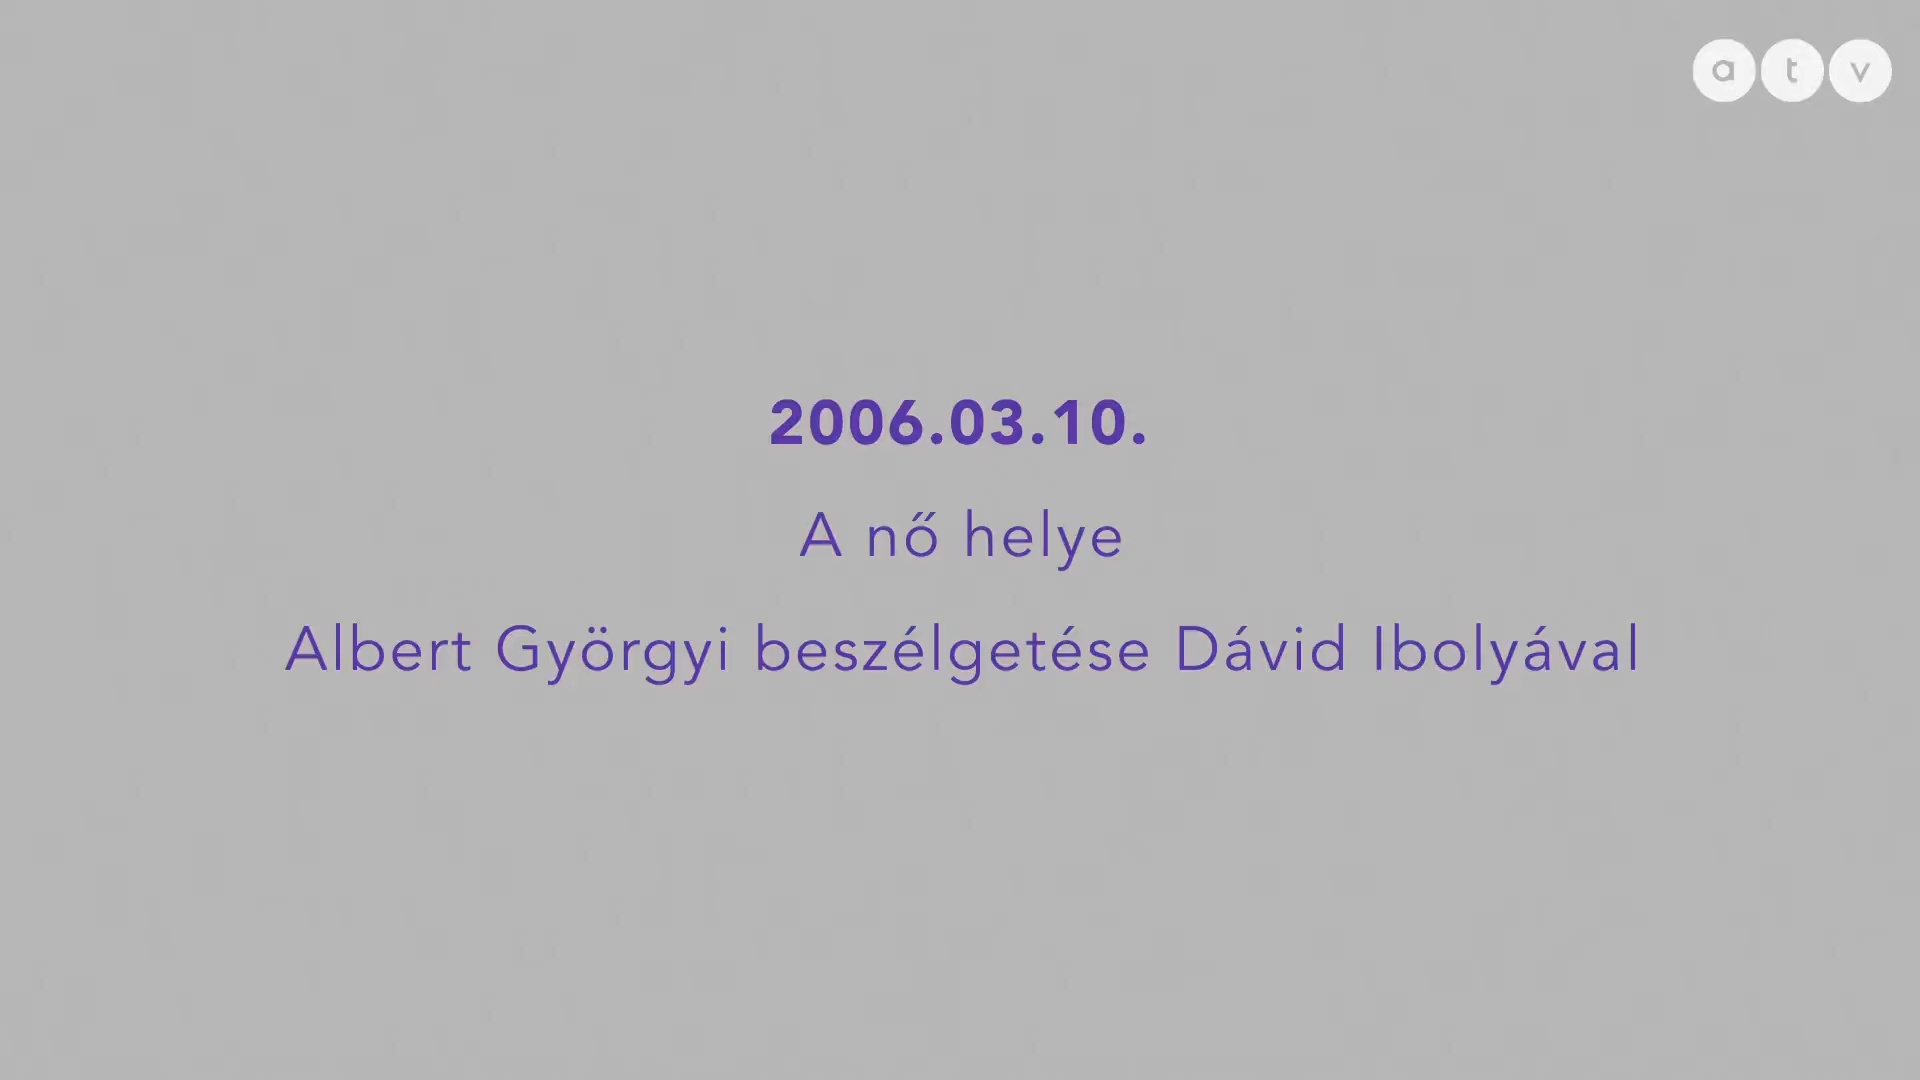 atv
2006.03.10.
A nő helye
Albert Györgyi beszélgetése Dávid Ibolyával